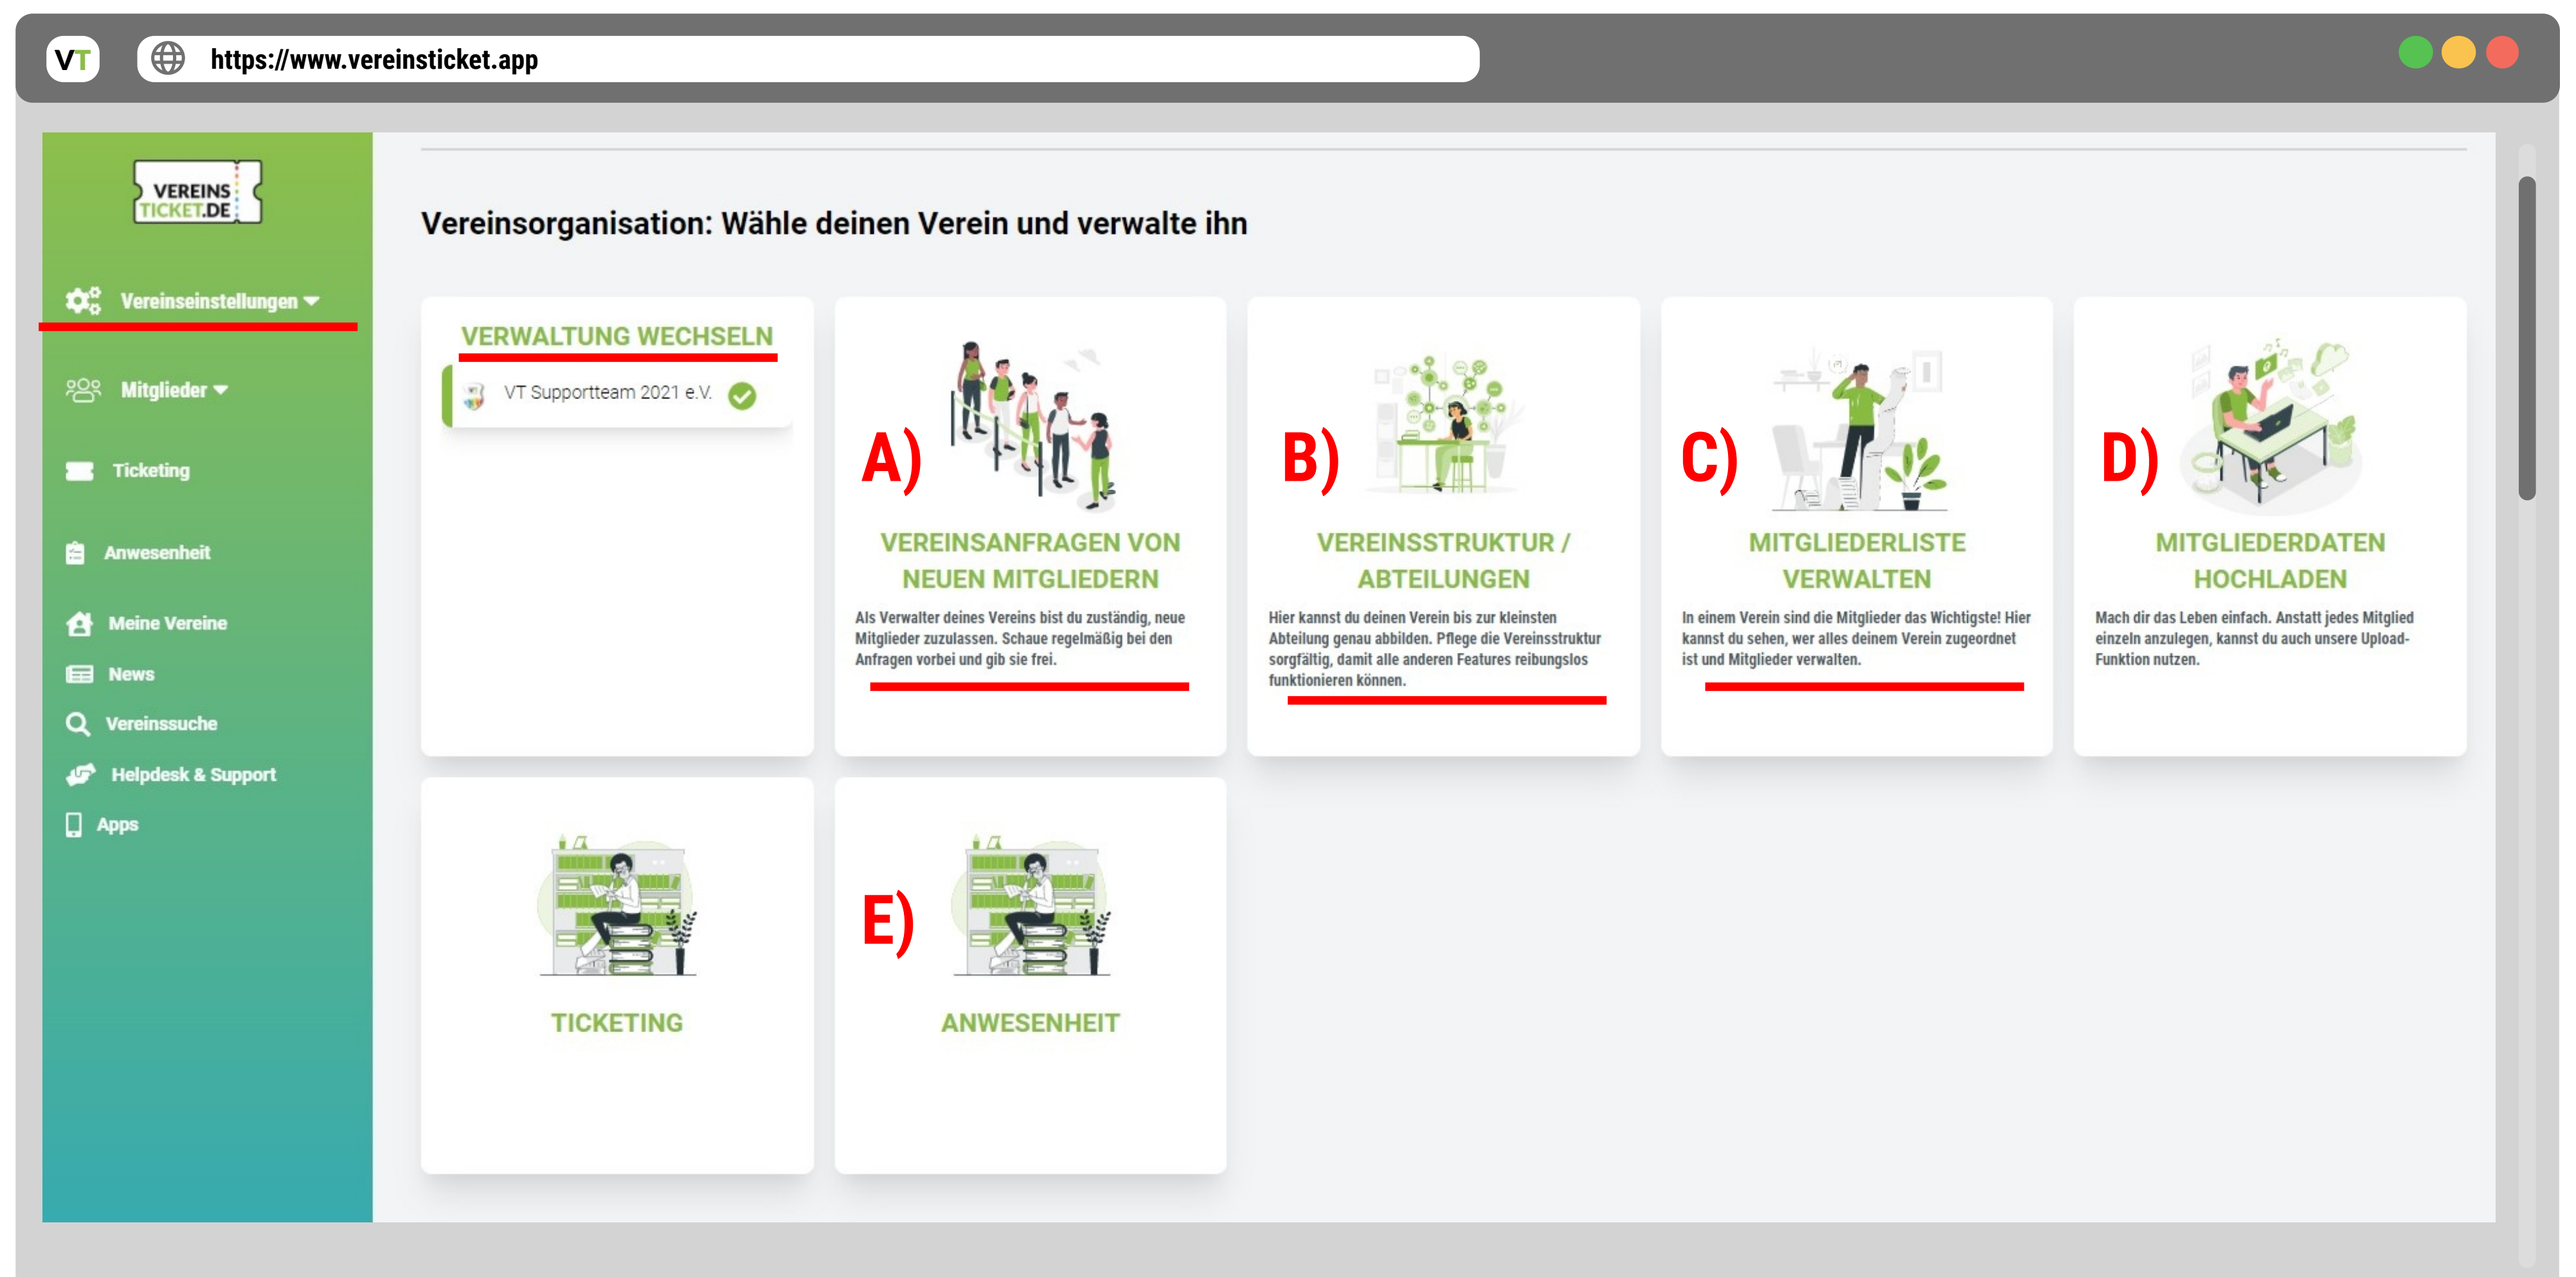 VT
https://www.vereinsticket.app
VEREINS
TICKET.DE
Vereinseinstellungen
Mitglieder
Ticketing
Anwesenheit
Meine Vereine
News
Vereinssuche
Helpdesk & Support
Apps
Vereinsorganisation: Wähle deinen Verein und verwalte ihn
VERWALTUNG WECHSELN
VT Supportteam 2021 e.V.
A)
VEREINSANFRAGEN VON
NEUEN MITGLIEDERN
Als Verwalter deines Vereins bist du zuständig, neue
Mitglieder zuzulassen. Schaue regelmäßig bei den
Anfragen vorbei und gib sie frei.
B)
VEREINSSTRUKTUR /
ABTEILUNGEN
Hier kannst du deinen Verein bis zur kleinsten
Abteilung genau abbilden. Pflege die Vereinsstruktur
sorgfältig, damit alle anderen Features reibungslos
funktionieren können.
C)
MITGLIEDERLISTE
VERWALTEN
In einem Verein sind die Mitglieder das Wichtigste! Hier
kannst du sehen, wer alles deinem Verein zugeordnet
ist und Mitglieder verwalten.
D)
MITGLIEDERDATEN
HOCHLADEN
Mach dir das Leben einfach. Anstatt jedes Mitglied
einzeln anzulegen, kannst du auch unsere Upload-
Funktion nutzen.
TICKETING
E)
ANWESENHEIT